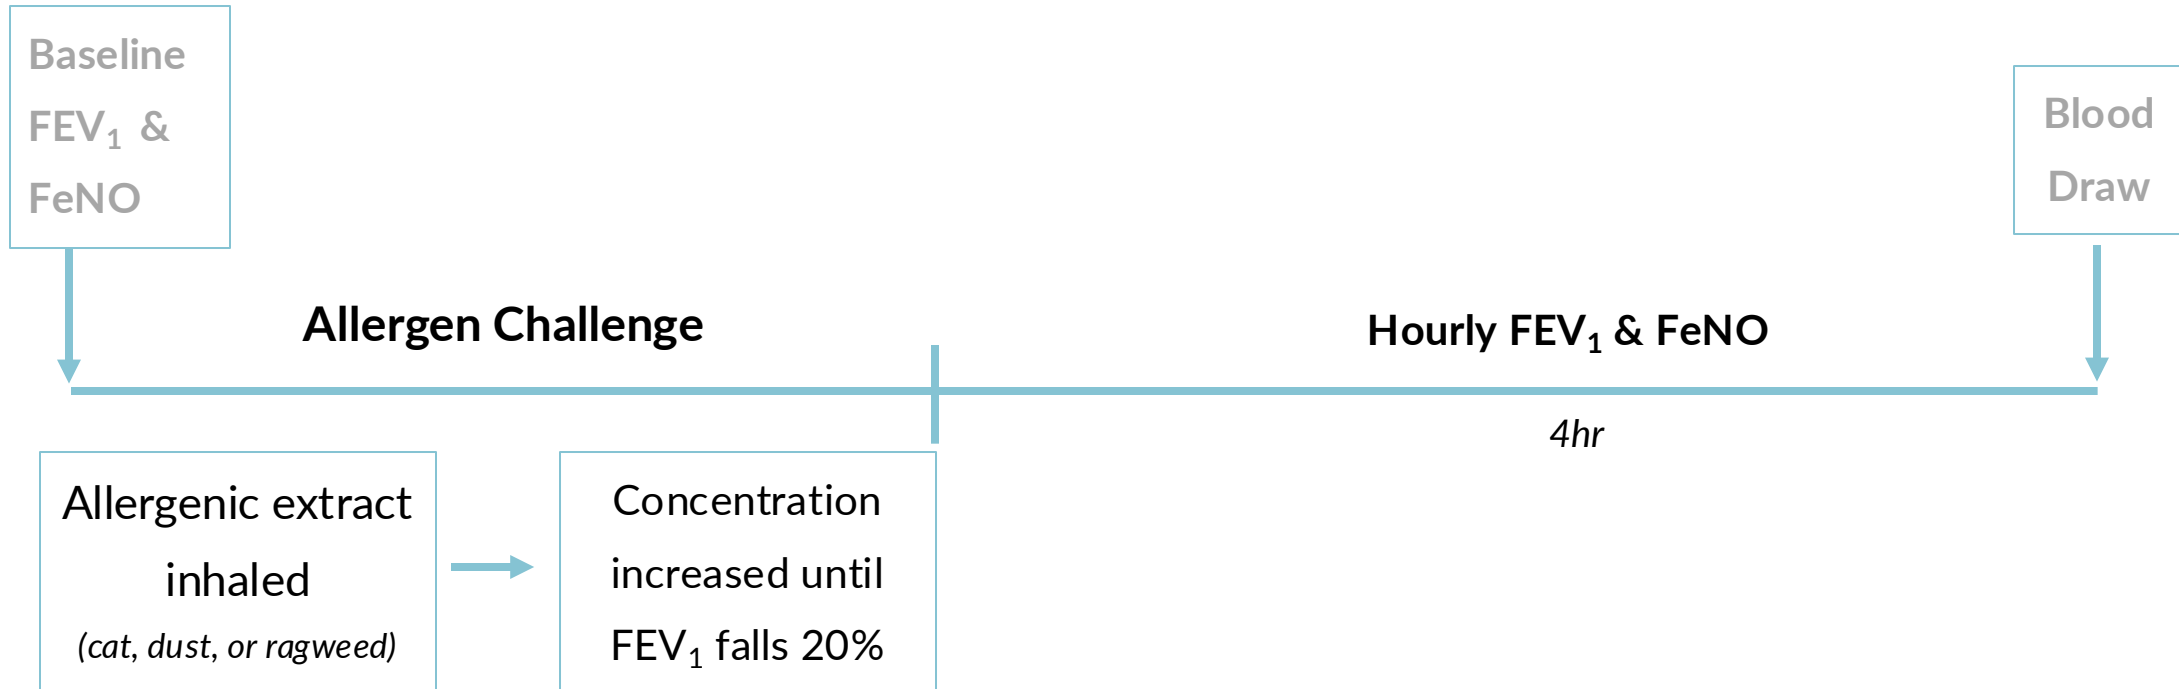 Baseline
FEV₁ &
FeNO
Blood
Draw
Allergen Challenge
Hourly FEV₁ & FeNO
4hr
Allergenic extract
inhaled
(cat, dust, or ragweed)
Concentration
increased until
FEV₁ falls 20%